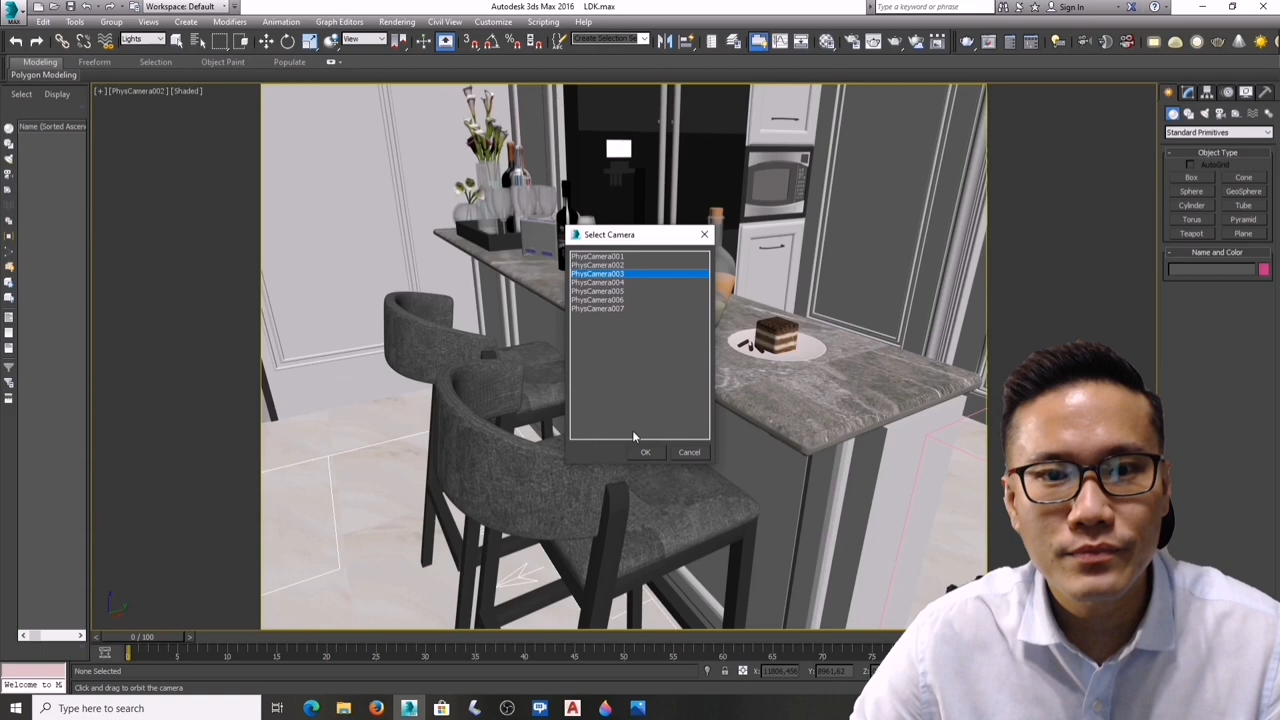 Workspace: Default
Autodesk 3ds Max 2016
LDK.max
Type a keyword or phrase
Sign In
MAX
Edit
Tools
Group
Views
Create
Modifiers
Animation
Graph Editors
Rendering
Civil View
Customize
Scripting
Help
Lights
View
Create Selection Se
Modeling
Freeform
Selection
Object Paint
Populate
Polygon Modeling
Select
Display
[+] [PhysCamera002] [Shaded]
Name (Sorted Ascen
Standard Primitives
Object Type
AutoGrid
Box
Cone
Sphere
GeoSphere
Cylinder
Tube
Torus
Pyramid
Teapot
Plane
Name and Color
Select Camera
PhysCamera001
PhysCamera002
PhysCamera003
PhysCamera004
PhysCamera005
PhysCamera006
PhysCamera007
OK
Cancel
0 / 100
0
5
10
15
20
25
30
35
40
45
50
55
60
65
70
75
None Selected
X: 11806,456
Y: 8961,62
Z:
Welcome to M
Click and drag to orbit the camera
Type here to search